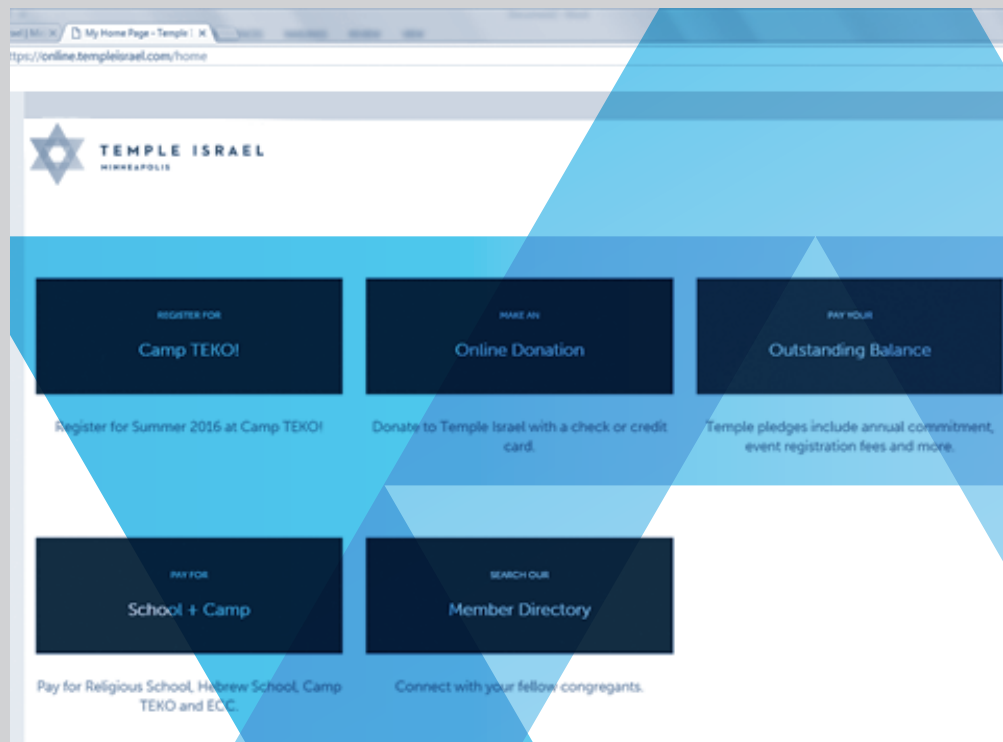 My Home Page - Temple I
ttps://online.templeisrael.com/home
TEMPLE ISRAEL
MINNEAPOLIS
REGISTER FOR
Camp TEKO!
Register for Summer 2016 at Camp TEKO!
MAKE AN
Online Donation
Donate to Temple Israel with a check or credit
card.
PAY YOUR
Outstanding Balance
Temple pledges include annual commitment,
event registration fees and more.
PAY FOR
School + Camp
Pay for Religious School, Hebrew School, Camp
TEKO and ECC.
SEARCH OUR
Member Directory
Connect with your fellow congregants.